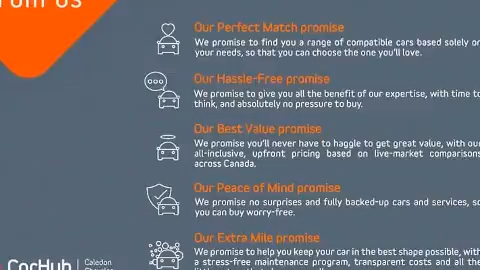 from us
Our Perfect Match promise
We promise to find you a range of compatible cars based solely on
your needs, so that you can choose the one you'll love.
Our Hassle-Free promise
We promise to give you all the benefit of our expertise, with time to
think, and absolutely no pressure to buy.
Our Best Value promise
We promise you'll never have to haggle to get great value, with our
all-inclusive, upfront pricing based on live-market comparisons
across Canada.
Our Peace of Mind promise
We promise no surprises and fully backed-up cars and services, so
you can buy worry-free.
Our Extra Mile promise
We promise to help you keep your car in the best shape possible, with
a stress-free maintenance program, transparent costs and all the
CarHub
Caledon
Chrysler